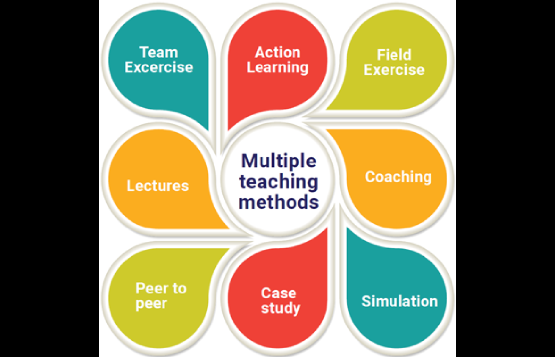 Team
Excercise
Action
Learning
Field
Exercise
Lectures
Multiple
teaching
methods
Coaching
Peer to
peer
Case
study
Simulation